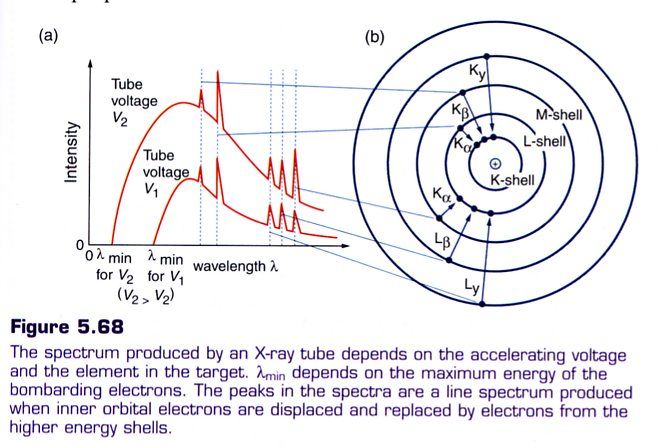 (a)
(b)
Tube
voltage
V2
Tube
voltage
V1
Intensity
0
0 λ min
for V2
λ min
for V1
wavelength λ
(V2 > V2)
Ky
Kβ
Kα
M-shell
L-shell
K-shell
Kα
Lβ
Ly
Figure 5.68
The spectrum produced by an X-ray tube depends on the accelerating voltage
and the element in the target. λmin depends on the maximum energy of the
bombarding electrons. The peaks in the spectra are a line spectrum produced
when inner orbital electrons are displaced and replaced by electrons from the
higher energy shells.